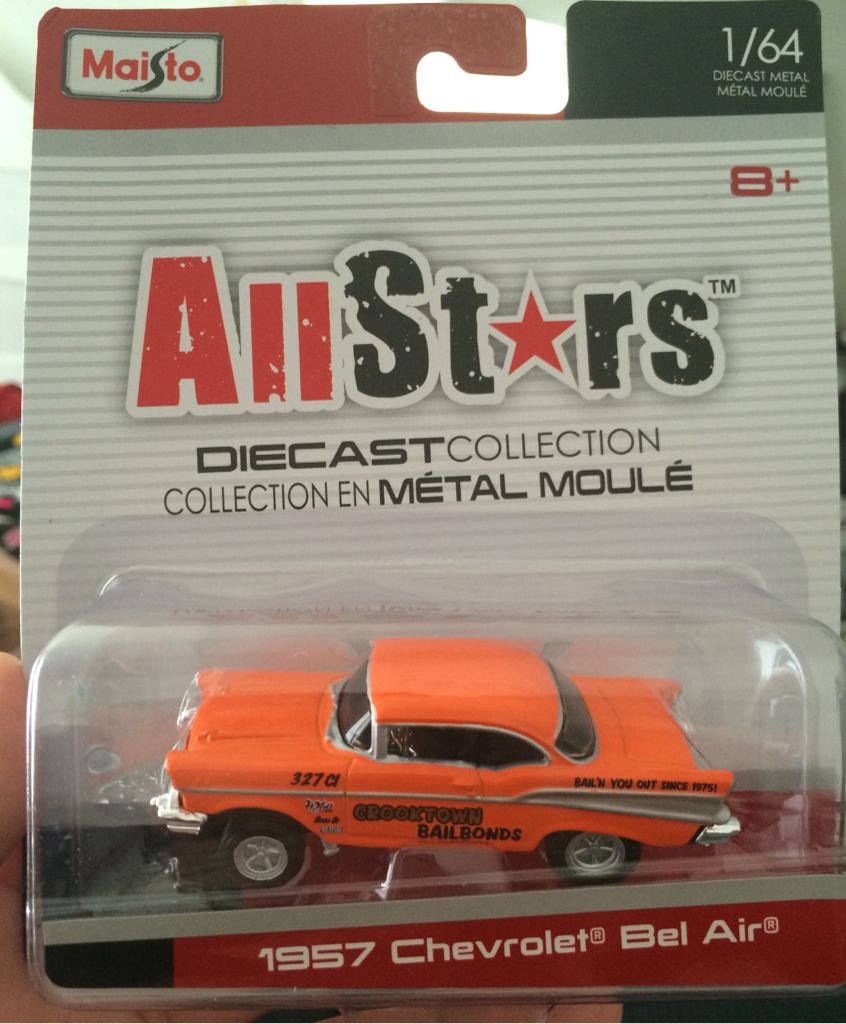 Maisto
1/64
DIECAST METAL
MÉTAL MOULÉ
8+
AllStars™
DIECAST COLLECTION
COLLECTION EN MÉTAL MOULÉ
327 CI
BAIL'N YOU OUT SINCE 1975!
CROOKTOWN
BAILBONDS
1957 Chevrolet® Bel Air®